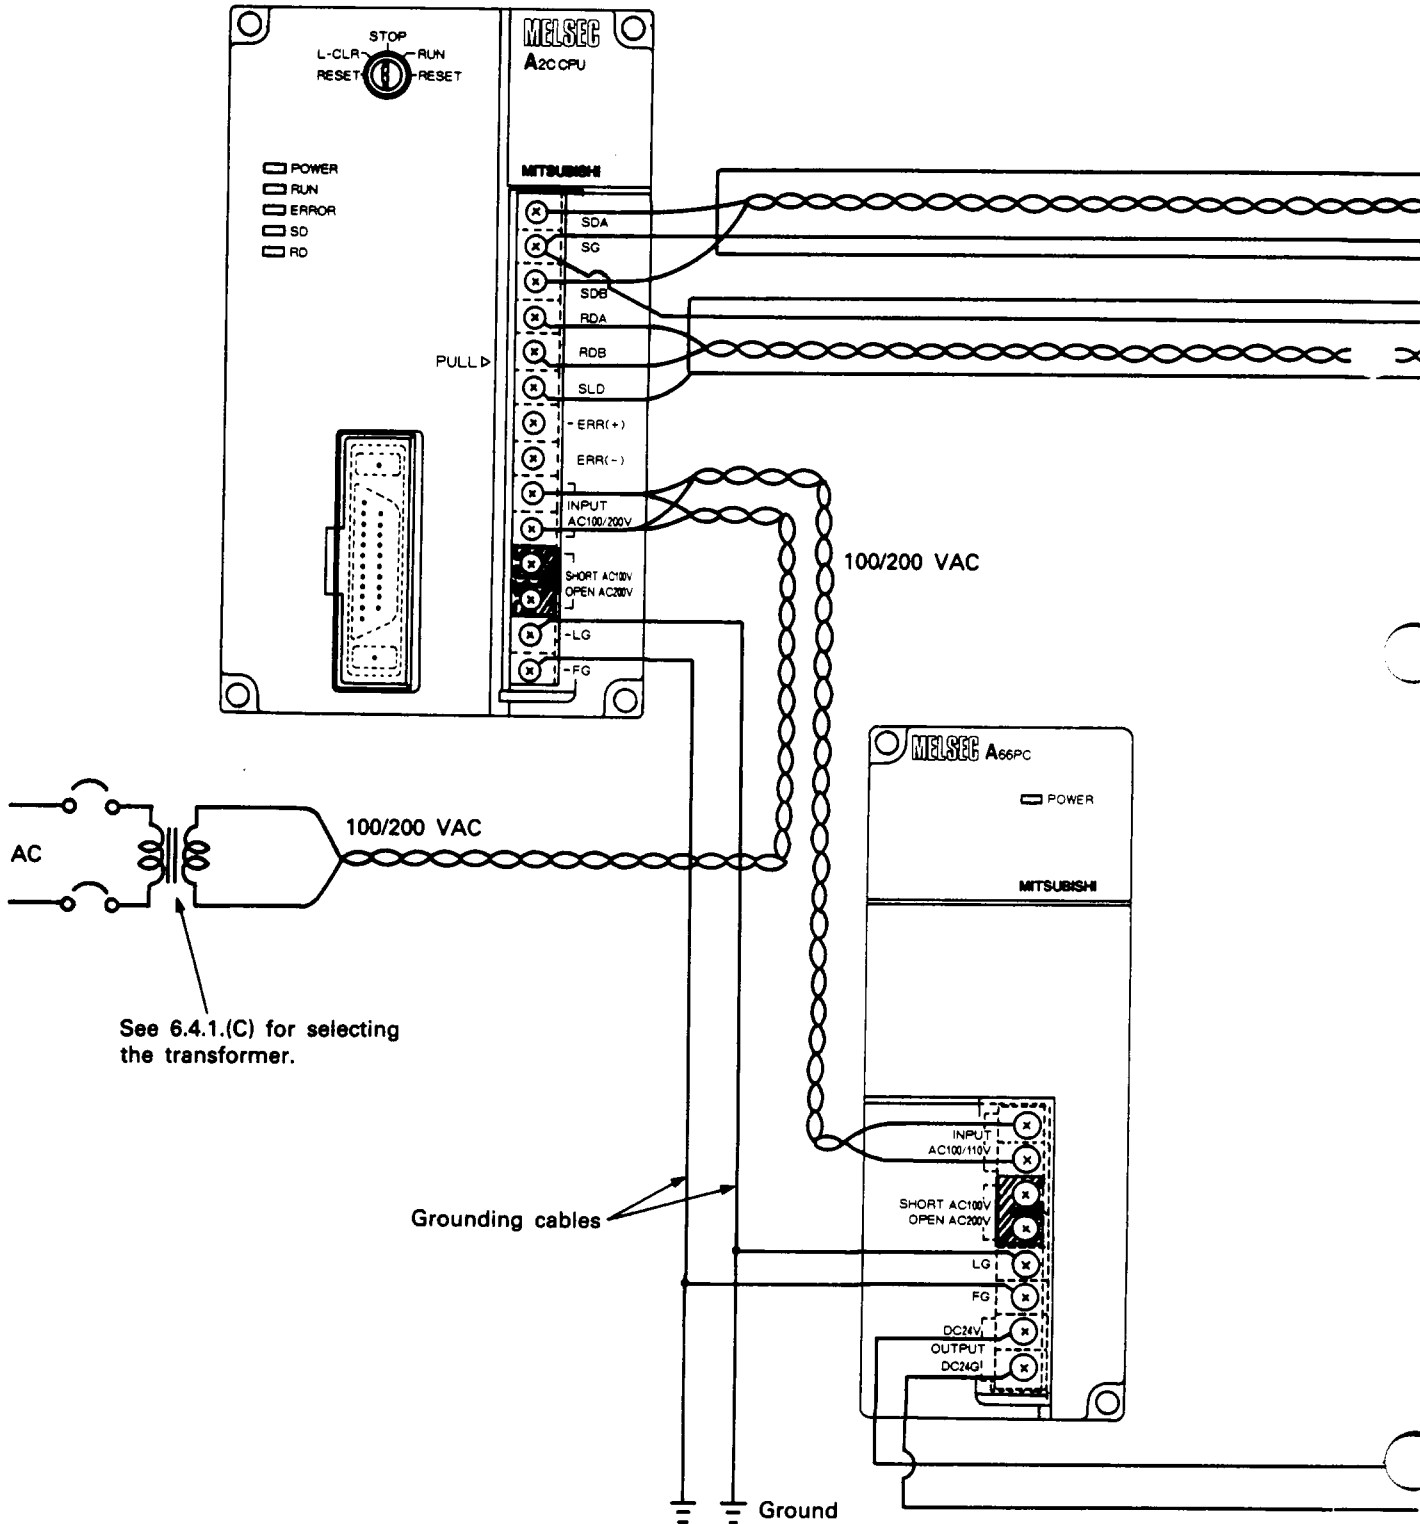 STOP
L-CLR
RUN
RESET
RESET
MELSEC
A2CCPU
POWER
RUN
ERROR
SD
RD
MITSUBISHI
SDA
SG
SDB
RDA
RDB
SLD
ERR(+)
ERR(-)
INPUT
AC100/200V
SHORT AC100V
OPEN AC200V
LG
FG
PULL
100/200 VAC
MELSEC A66PC
POWER
MITSUBISHI
AC
100/200 VAC
See 6.4.1.(C) for selecting
the transformer.
INPUT
AC100/110V
SHORT AC100V
OPEN AC200V
LG
FG
DC24V
OUTPUT
DC24G
Grounding cables
Ground